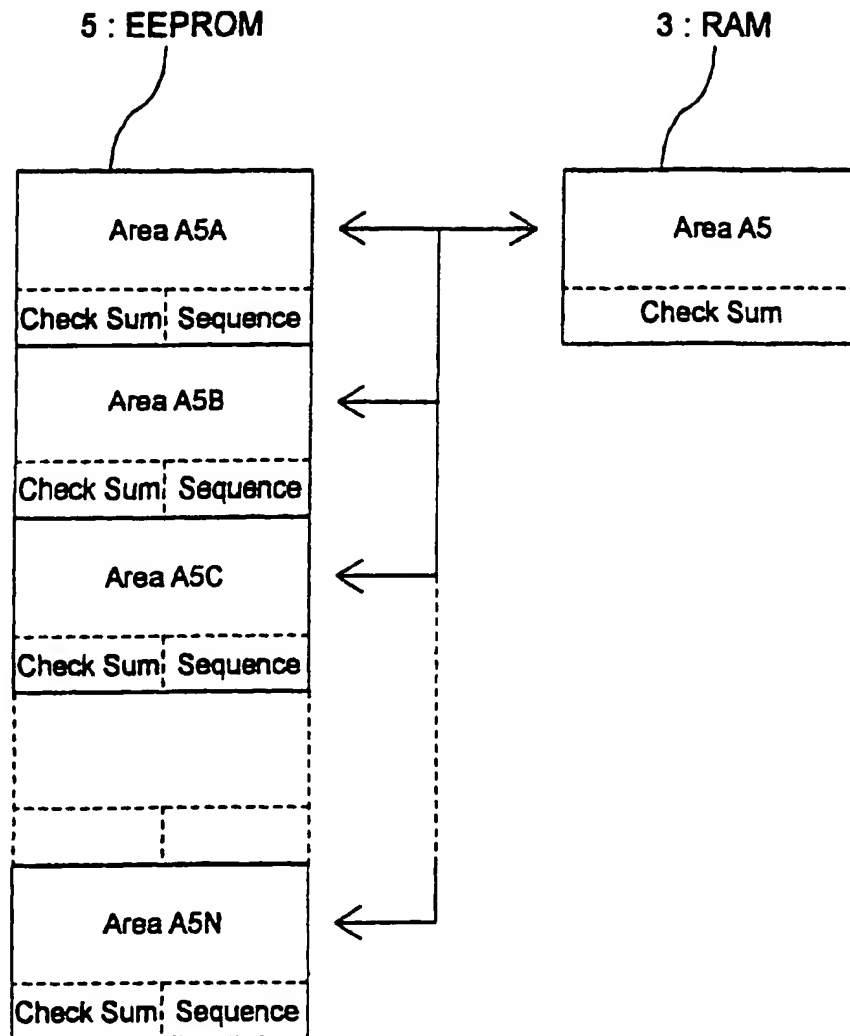 5 : EEPROM
3 : RAM
Area A5A
Check Sum Sequence
Area A5
Check Sum
Area A5B
Check Sum Sequence
Area A5C
Check Sum Sequence
Area A5N
Check Sum Sequence